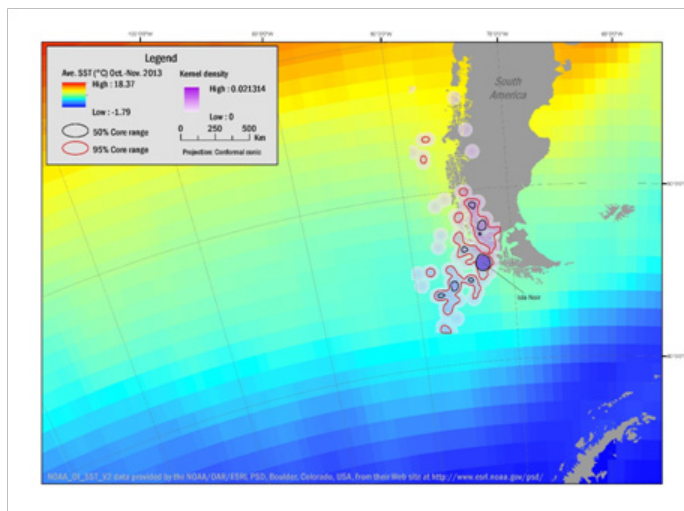 Legend
Ave. SST (°C) Oct.-Nov. 2013
High : 18.37
Low : -1.79
50% Core range
95% Core range
Kernel density
High : 0.021314
Low : 0
0 250 500
Km
Projection: Conformal conic
South
America
Isla Noir
NOAA_OI_SST_V2 data provided by the NOAA/OAR/ESRL PSD, Boulder, Colorado, USA, from their Web site at http://www.esrl.noaa.gov/psd/